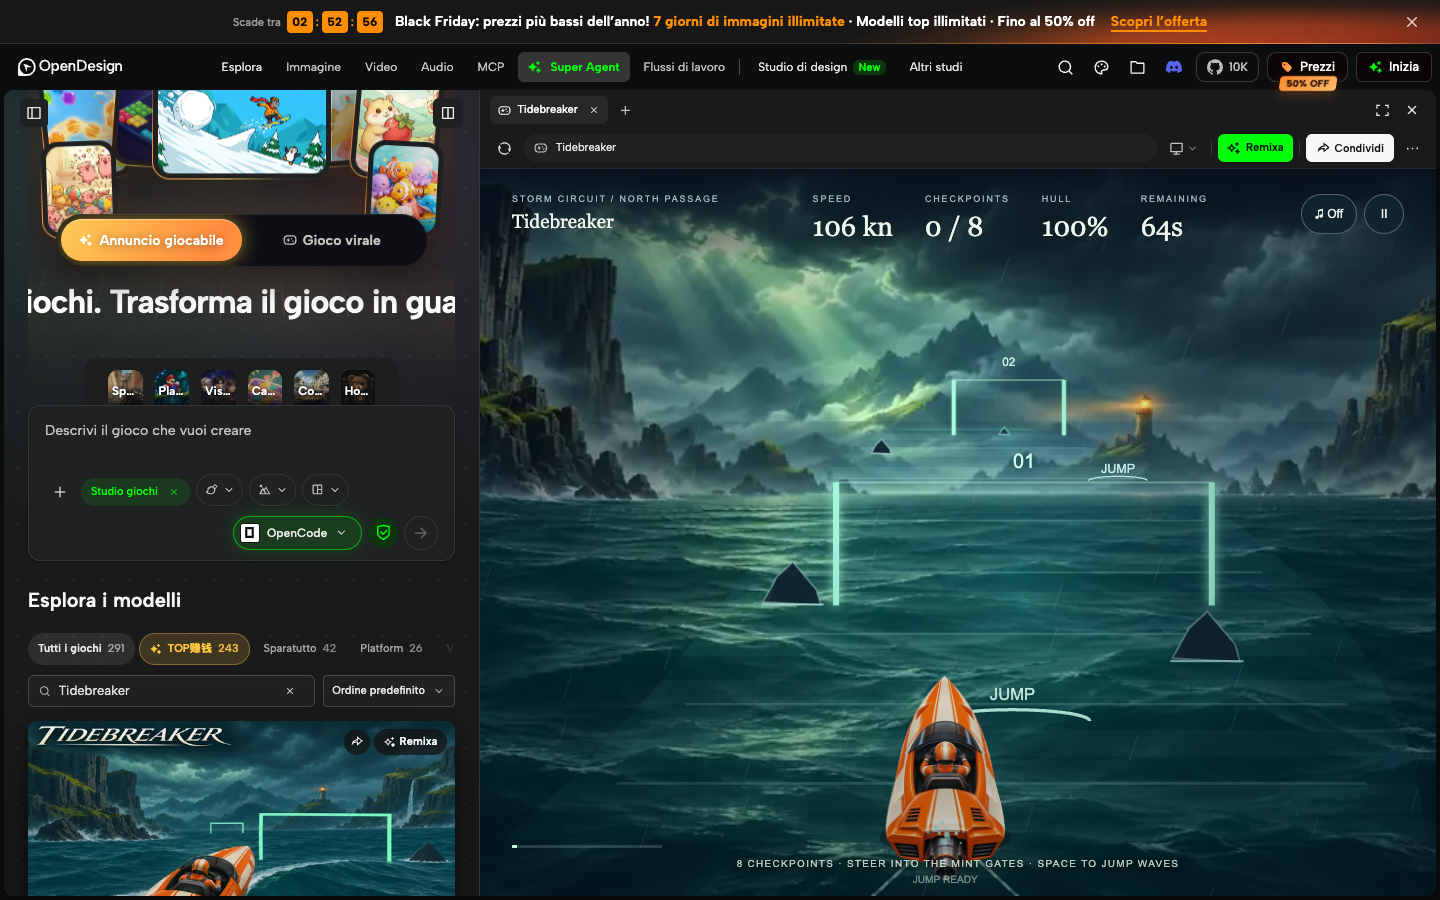 Scade tra 02 : 52 : 56 Black Friday: prezzi più bassi dell'anno! 7 giorni di immagini illimitate · Modelli top illimitati · Fino al 50% off Scopri l'offerta
OpenDesign Esplora Immagine Video Audio MCP Super Agent Flussi di lavoro Studio di design New Altri studi 10K Prezzi Inizia
50% OFF
Tidebreaker
Tidebreaker Remixa Condividi
Annuncio giocabile Gioco virale
iochi. Trasforma il gioco in gua
Sp... Pla... Vis... Ca... Co... Ho...
Descrivi il gioco che vuoi creare
Studio giochi
OpenCode
Esplora i modelli
Tutti i giochi 291 TOP赚钱 243 Sparatutto 42 Platform 26
Tidebreaker Ordine predefinito
TIDEBREAKER Remixa
STORM CIRCUIT / NORTH PASSAGE
Tidebreaker
SPEED
106 kn
CHECKPOINTS
0 / 8
HULL
100%
REMAINING
64s
Off
02
01
JUMP
JUMP
8 CHECKPOINTS · STEER INTO THE MINT GATES · SPACE TO JUMP WAVES
JUMP READY